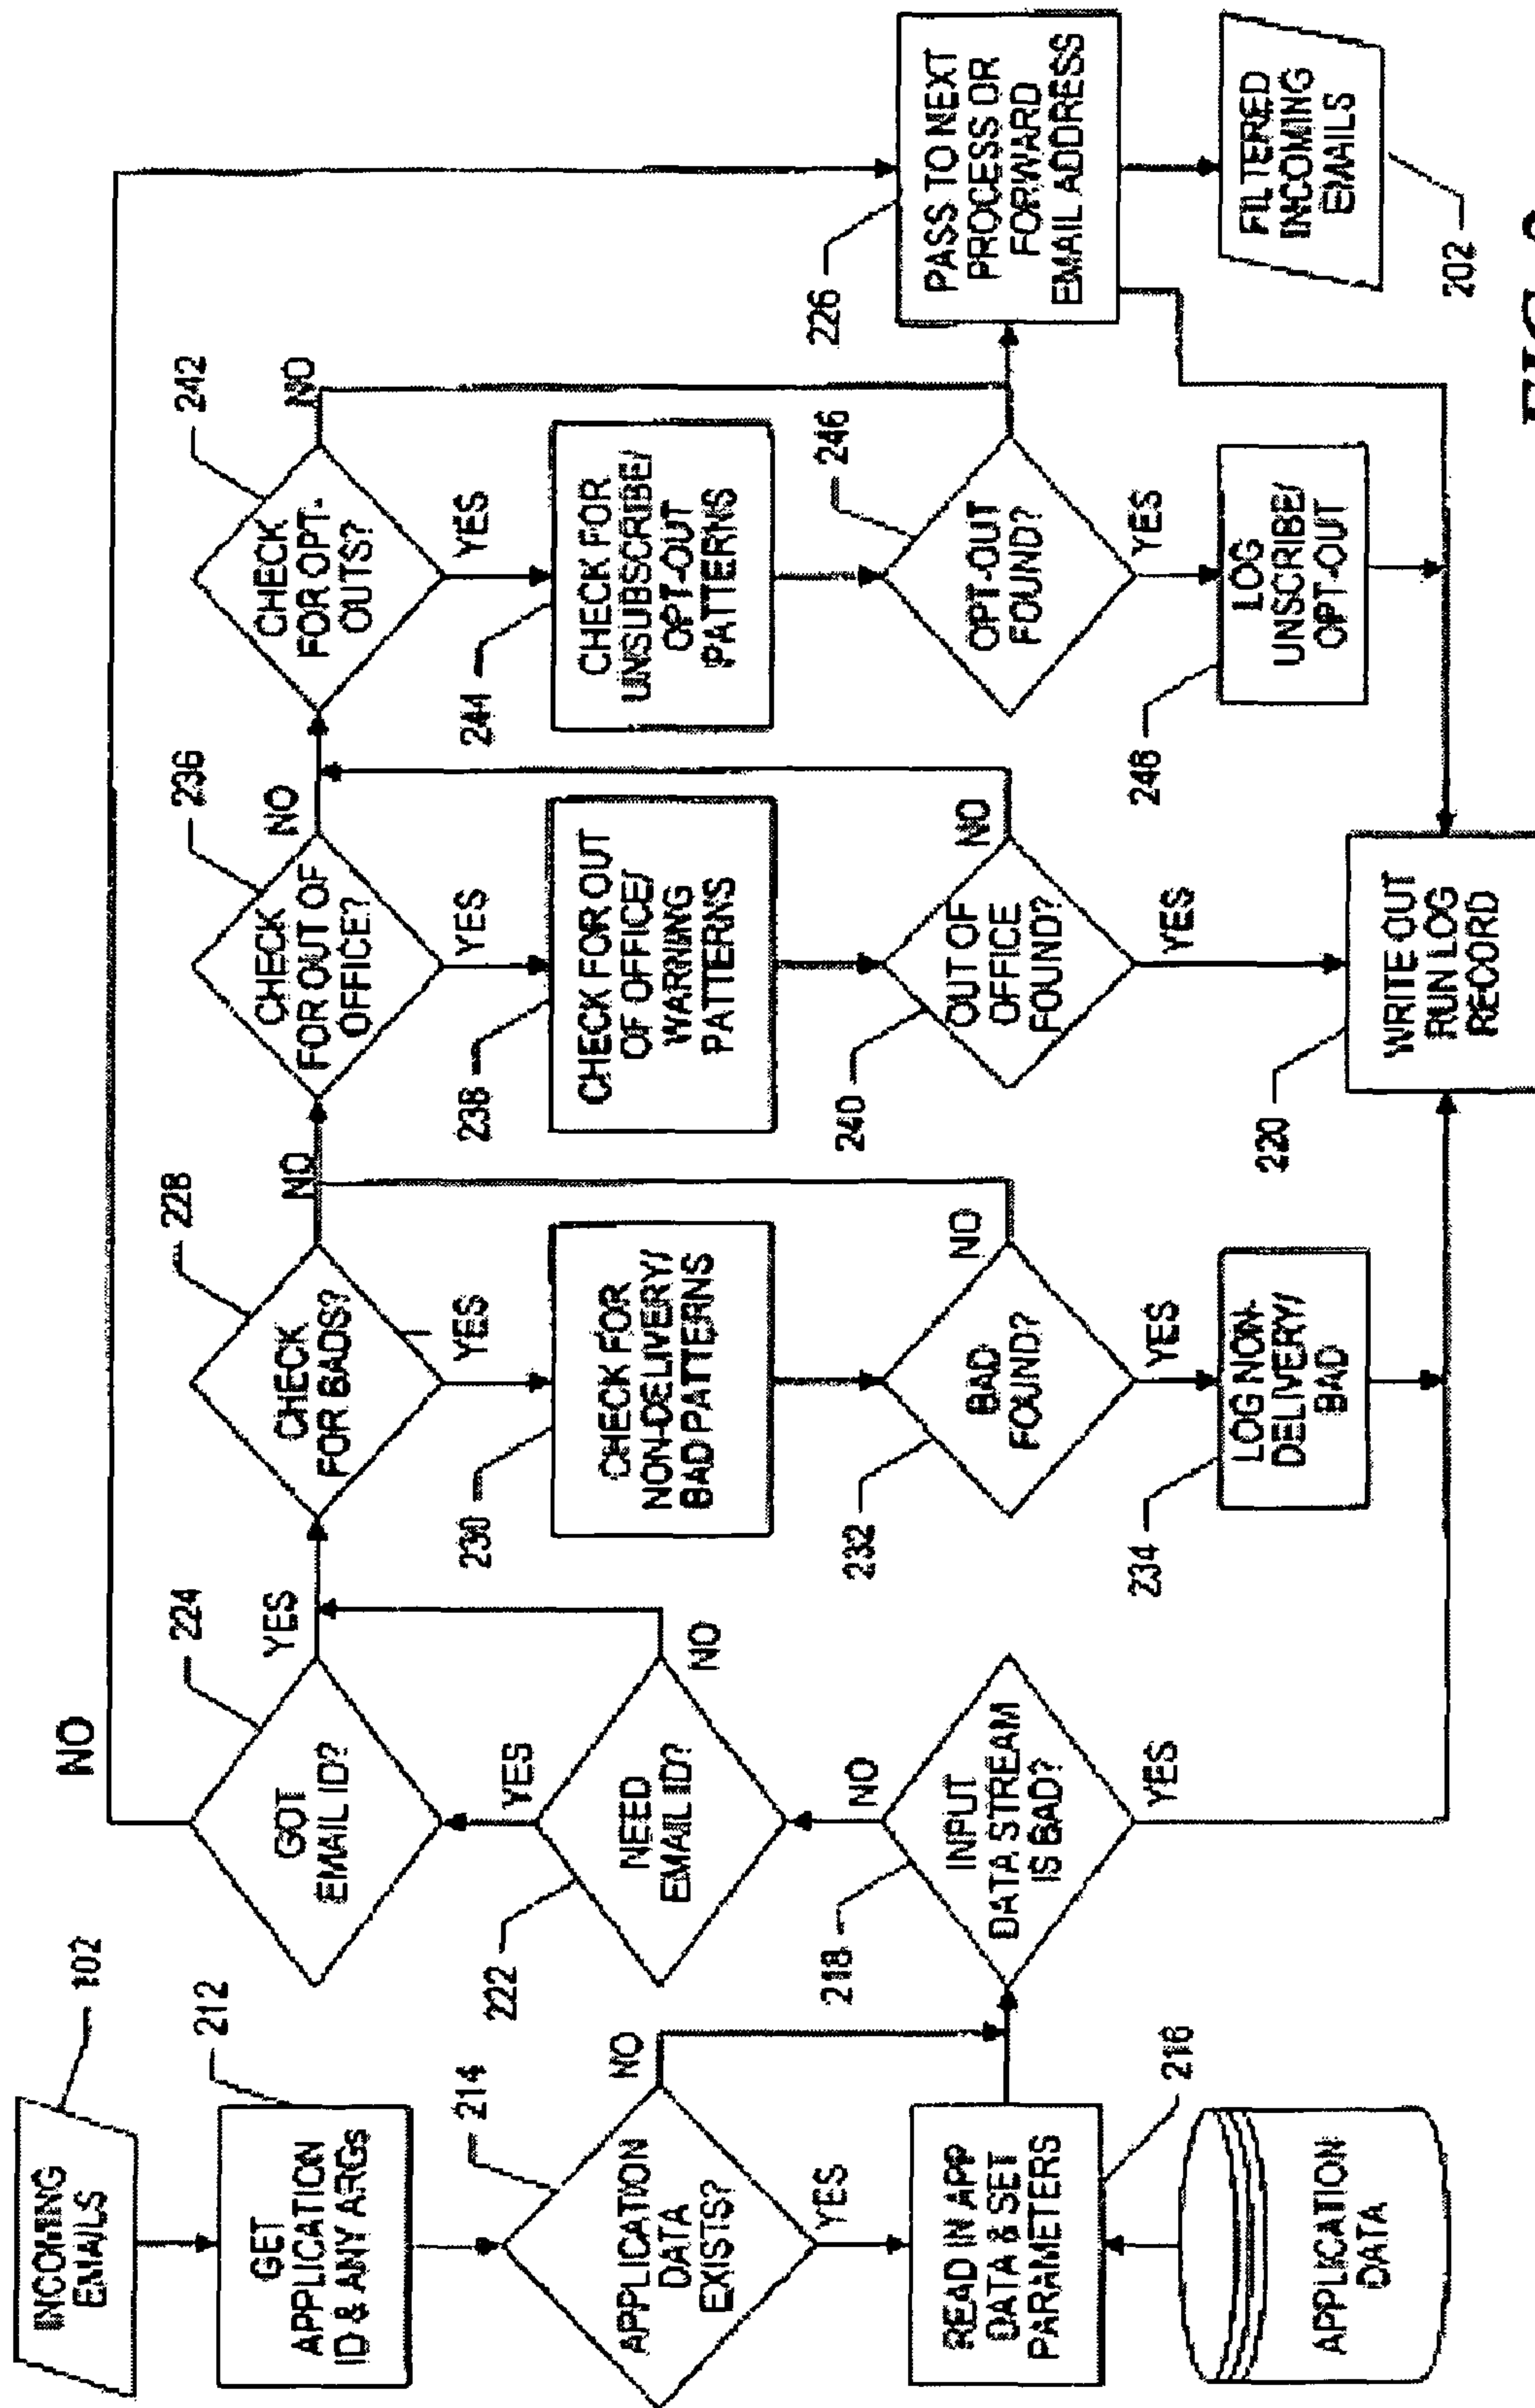 102
INCOMING
EMAILS
212
GET
APPLICATION
ID & ANY ARGs
214
APPLICATION
DATA
EXISTS?
NO
YES
READ IN APP
DATA & SET
PARAMETERS
216
APPLICATION
DATA
NO
224
GOT
EMAIL ID?
YES
YES
222
NEED
EMAIL ID?
NO
NO
218
INPUT
DATA STREAM
IS BAD?
YES
228
CHECK
FOR BADS?
NO
YES
230
CHECK FOR
NON-DELIVERY/
BAD PATTERNS
232
BAD
FOUND?
NO
YES
234
LOG NON-
DELIVERY/
BAD
236
CHECK
FOR OUT OF
OFFICE?
NO
YES
238
CHECK FOR OUT
OF OFFICE/
WARNING
PATTERNS
240
OUT OF
OFFICE
FOUND?
NO
YES
220
WRITE OUT
RUN LOG
RECORD
242
CHECK
FOR OPT-
OUTS?
NO
YES
244
CHECK FOR
UNSUBSCRIBE/
OPT-OUT
PATTERNS
246
OPT-OUT
FOUND?
YES
248
LOG
UNSCRIBE/
OPT-OUT
226
PASS TO NEXT
PROCESS OR
FORWARD
EMAIL ADDRESS
FILTERED
INCOMING
EMAILS
202